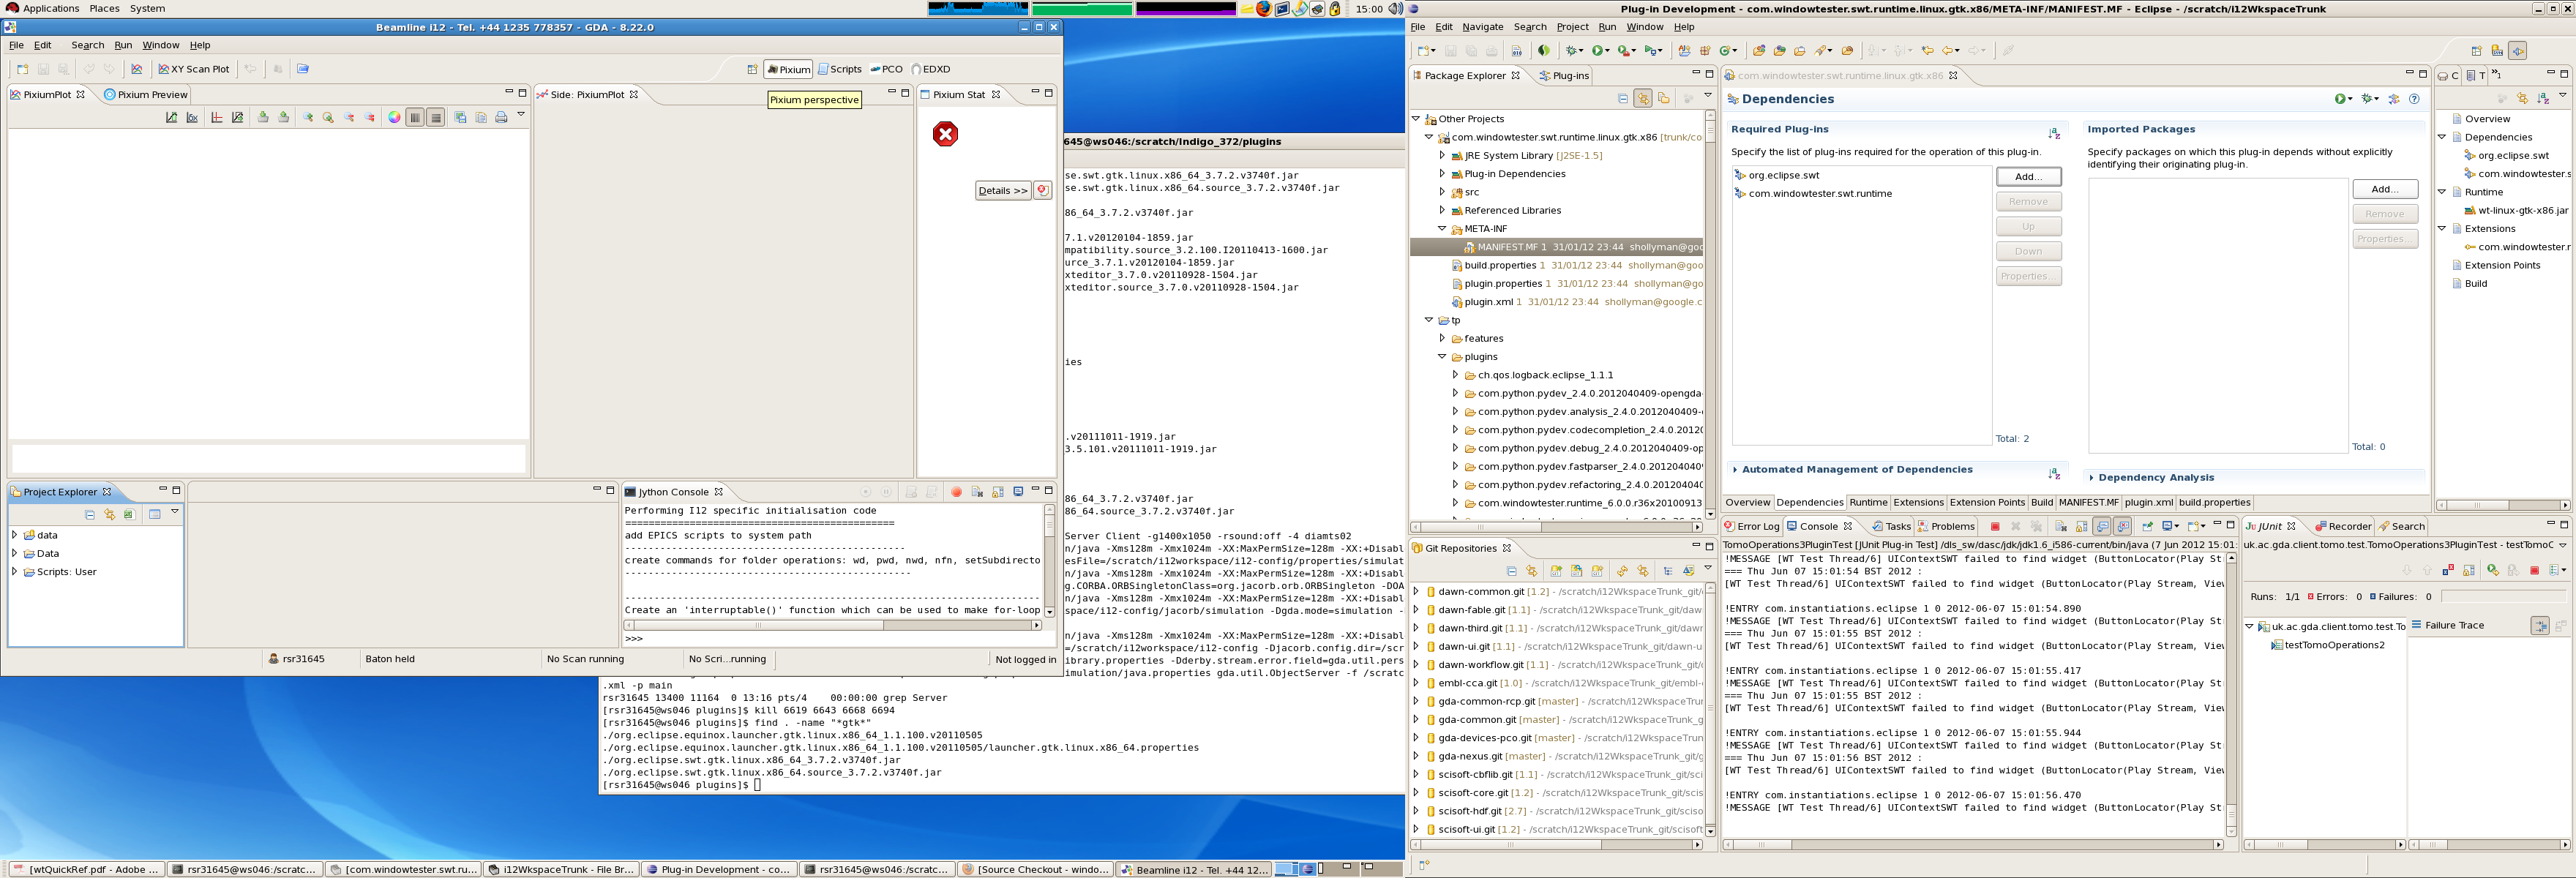 Applications Places System
15:00
Beamline i12 - Tel. +44 1235 778357 - GDA - 8.22.0
File Edit Search Run Window Help
XY Scan Plot
Pixium Scripts PCO EDXD
PixiumPlot Pixium Preview
Side: PixiumPlot
Pixium perspective
Pixium Stat
Details >>
Project Explorer
data
Data
Scripts: User
Jython Console
Performing I12 specific initialisation code
==============================================
add EPICS scripts to system path
create commands for folder operations: wd, pwd, nwd, nfn, setSubdirecto
Create an 'interruptable()' function which can be used to make for-loop
>>>
rsr31645
Baton held
No Scan running
No Scri...running
Not logged in
645@ws046:/scratch/Indigo_372/plugins
se.swt.gtk.linux.x86_64_3.7.2.v3740f.jar
se.swt.gtk.linux.x86_64.source_3.7.2.v3740f.jar
86_64_3.7.2.v3740f.jar
7.1.v20120104-1859.jar
mpatibility.source_3.2.100.I20110413-1600.jar
urce_3.7.1.v20120104-1859.jar
xteditor_3.7.0.v20110928-1504.jar
xteditor.source_3.7.0.v20110928-1504.jar
ies
.v20111011-1919.jar
3.5.101.v20111011-1919.jar
86_64_3.7.2.v3740f.jar
86_64.source_3.7.2.v3740f.jar
Server Client -g1400x1050 -rsound:off -4 diamts02
n/java -Xms128m -Xmx1024m -XX:MaxPermSize=128m -XX:+Disabl
esFile=/scratch/i12workspace/i12-config/properties/simulat
n/java -Xms128m -Xmx1024m -XX:MaxPermSize=128m -XX:+Disabl
g.CORBA.ORBSingletonClass=org.jacorb.orb.ORBSingleton -DOA
n/java -Xms128m -Xmx1024m -XX:MaxPermSize=128m -XX:+Disabl
space/i12-config/jacorb/simulation -Dgda.mode=simulation -
n/java -Xms128m -Xmx1024m -XX:MaxPermSize=128m -XX:+Disabl
=/scratch/i12workspace/i12-config -Djacorb.config.dir=/scr
ibrary.properties -Dderby.stream.error.field=gda.util.pers
imulation/java.properties gda.util.ObjectServer -f /scratc
.xml -p main
rsr31645 13400 11164 0 13:16 pts/4 00:00:00 grep Server
[rsr31645@ws046 plugins]$ kill 6619 6643 6668 6694
[rsr31645@ws046 plugins]$ find . -name "*gtk*"
./org.eclipse.equinox.launcher.gtk.linux.x86_64_1.1.100.v20110505
./org.eclipse.equinox.launcher.gtk.linux.x86_64_1.1.100.v20110505/launcher.gtk.linux.x86_64.properties
./org.eclipse.swt.gtk.linux.x86_64_3.7.2.v3740f.jar
./org.eclipse.swt.gtk.linux.x86_64.source_3.7.2.v3740f.jar
[rsr31645@ws046 plugins]$
[wtQuickRef.pdf - Adobe ... rsr31645@ws046:/scratc... [com.windowtester.swt.ru... i12WkspaceTrunk - File Br... Plug-in Development - co... rsr31645@ws046:/scratc... [Source Checkout - windo... Beamline i12 - Tel. +44 12...
Plug-in Development - com.windowtester.swt.runtime.linux.gtk.x86/META-INF/MANIFEST.MF - Eclipse - /scratch/i12WkspaceTrunk
File Edit Navigate Search Project Run Window Help
Package Explorer Plug-ins
Other Projects
com.windowtester.swt.runtime.linux.gtk.x86 [trunk/co
JRE System Library [J2SE-1.5]
Plug-in Dependencies
src
Referenced Libraries
META-INF
MANIFEST.MF 1 31/01/12 23:44 shollyman@goo
build.properties 1 31/01/12 23:44 shollyman@goo
plugin.properties 1 31/01/12 23:44 shollyman@go
plugin.xml 1 31/01/12 23:44 shollyman@google.c
tp
features
plugins
ch.qos.logback.eclipse_1.1.1
com.python.pydev_2.4.0.2012040409-opengda-
com.python.pydev.analysis_2.4.0.2012040409-
com.python.pydev.codecompletion_2.4.0.20120
com.python.pydev.debug_2.4.0.2012040409-op
com.python.pydev.fastparser_2.4.0.201204040
com.python.pydev.refactoring_2.4.0.201204040
com.windowtester.runtime_6.0.0.r36x20100913
Git Repositories
dawn-common.git [1.2] - /scratch/i12WkspaceTrunk_git/
dawn-fable.git [1.1] - /scratch/i12WkspaceTrunk_git/daw
dawn-third.git [1.1] - /scratch/i12WkspaceTrunk_git/dawn
dawn-ui.git [1.1] - /scratch/i12WkspaceTrunk_git/dawn-u
dawn-workflow.git [1.1] - /scratch/i12WkspaceTrunk_git/
embl-cca.git [1.0] - /scratch/i12WkspaceTrunk_git/embl-
gda-common-rcp.git [master] - /scratch/i12WkspaceTrunk
gda-common.git [master] - /scratch/i12WkspaceTrunk_g
gda-devices-pco.git [master] - /scratch/i12WkspaceTrunk
gda-nexus.git [master] - /scratch/i12WkspaceTrunk_git/g
scisoft-cbflib.git [1.1] - /scratch/i12WkspaceTrunk_git/sci
scisoft-core.git [1.2] - /scratch/i12WkspaceTrunk_git/scis
scisoft-hdf.git [2.7] - /scratch/i12WkspaceTrunk_git/sciso
scisoft-ui.git [1.2] - /scratch/i12WkspaceTrunk_git/scisoft
com.windowtester.swt.runtime.linux.gtk.x86
Dependencies
Required Plug-ins
Specify the list of plug-ins required for the operation of this plug-in.
org.eclipse.swt
com.windowtester.swt.runtime
Add...
Remove
Up
Down
Properties...
Total: 2
Automated Management of Dependencies
Imported Packages
Specify packages on which this plug-in depends without explicitly
identifying their originating plug-in.
Add...
Remove
Properties...
Total: 0
Dependency Analysis
Overview Dependencies Runtime Extensions Extension Points Build MANIFEST.MF plugin.xml build.properties
C T
Overview
Dependencies
org.eclipse.swt
com.windowtester.s
Runtime
wt-linux-gtk-x86.jar
Extensions
com.windowtester.r
Extension Points
Build
Error Log Console Tasks Problems
TomoOperations3PluginTest [JUnit Plug-in Test] /dls_sw/dasc/jdk/jdk1.6_i586-current/bin/java (7 Jun 2012 15:01:
!MESSAGE [WT Test Thread/6] UIContextSWT failed to find widget (ButtonLocator(Play Str
=== Thu Jun 07 15:01:54 BST 2012 :
[WT Test Thread/6] UIContextSWT failed to find widget (ButtonLocator(Play Stream, View
!ENTRY com.instantiations.eclipse 1 0 2012-06-07 15:01:54.890
!MESSAGE [WT Test Thread/6] UIContextSWT failed to find widget (ButtonLocator(Play Str
=== Thu Jun 07 15:01:55 BST 2012 :
[WT Test Thread/6] UIContextSWT failed to find widget (ButtonLocator(Play Stream, View
!ENTRY com.instantiations.eclipse 1 0 2012-06-07 15:01:55.417
!MESSAGE [WT Test Thread/6] UIContextSWT failed to find widget (ButtonLocator(Play Str
=== Thu Jun 07 15:01:55 BST 2012 :
[WT Test Thread/6] UIContextSWT failed to find widget (ButtonLocator(Play Stream, View
!ENTRY com.instantiations.eclipse 1 0 2012-06-07 15:01:55.944
!MESSAGE [WT Test Thread/6] UIContextSWT failed to find widget (ButtonLocator(Play Str
=== Thu Jun 07 15:01:56 BST 2012 :
[WT Test Thread/6] UIContextSWT failed to find widget (ButtonLocator(Play Stream, View
!ENTRY com.instantiations.eclipse 1 0 2012-06-07 15:01:56.470
!MESSAGE [WT Test Thread/6] UIContextSWT failed to find widget (ButtonLocator(Play Str
JUnit Recorder Search
uk.ac.gda.client.tomo.test.TomoOperations3PluginTest - testTomoC
Runs: 1/1 Errors: 0 Failures: 0
uk.ac.gda.client.tomo.test.To
testTomoOperations2
Failure Trace